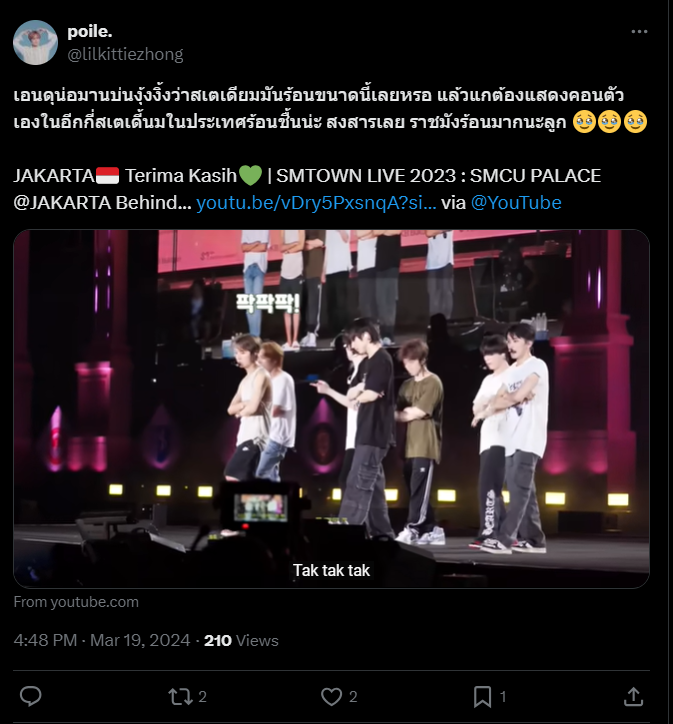 poile.
@lilkittiezhong
เอนดุน่อมานบ่นงุ้งงิ้งว่าสเตเดียมมันร้อนขนาดนี้เลยหรอ แล้วแกต้องแสดงคอนตัว
เองในอีกกี่สเตเดี้นมในประเทศร้อนชื้นน่ะ สงสารเลย ราชมังร้อนมากนะลูก 🥹🥹🥹
JAKARTA🇮🇩 Terima Kasih💚 | SMTOWN LIVE 2023 : SMCU PALACE
@JAKARTA Behind... youtu.be/vDry5PxsnqA?si... via @YouTube
팍팍팍!
Tak tak tak
From youtube.com
4:48 PM · Mar 19, 2024 · 210 Views
2 2 1